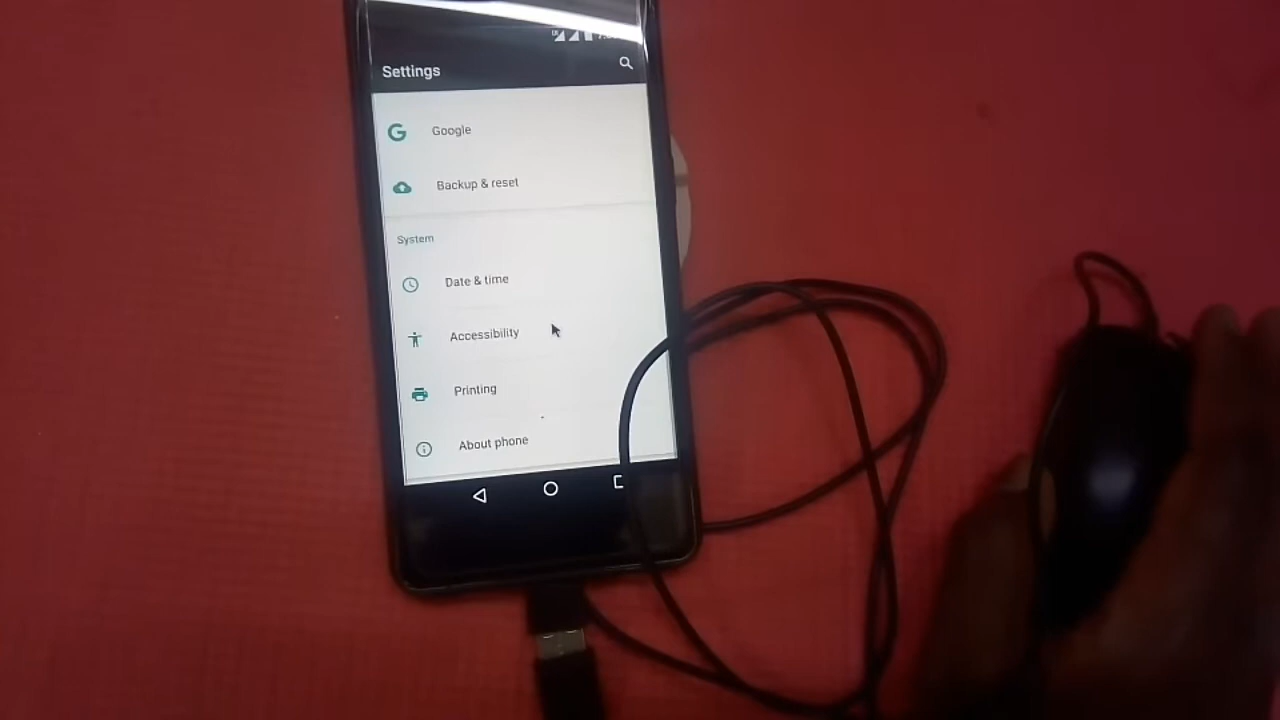 Settings
Google
Backup & reset
System
Date & time
Accessibility
Printing
About phone